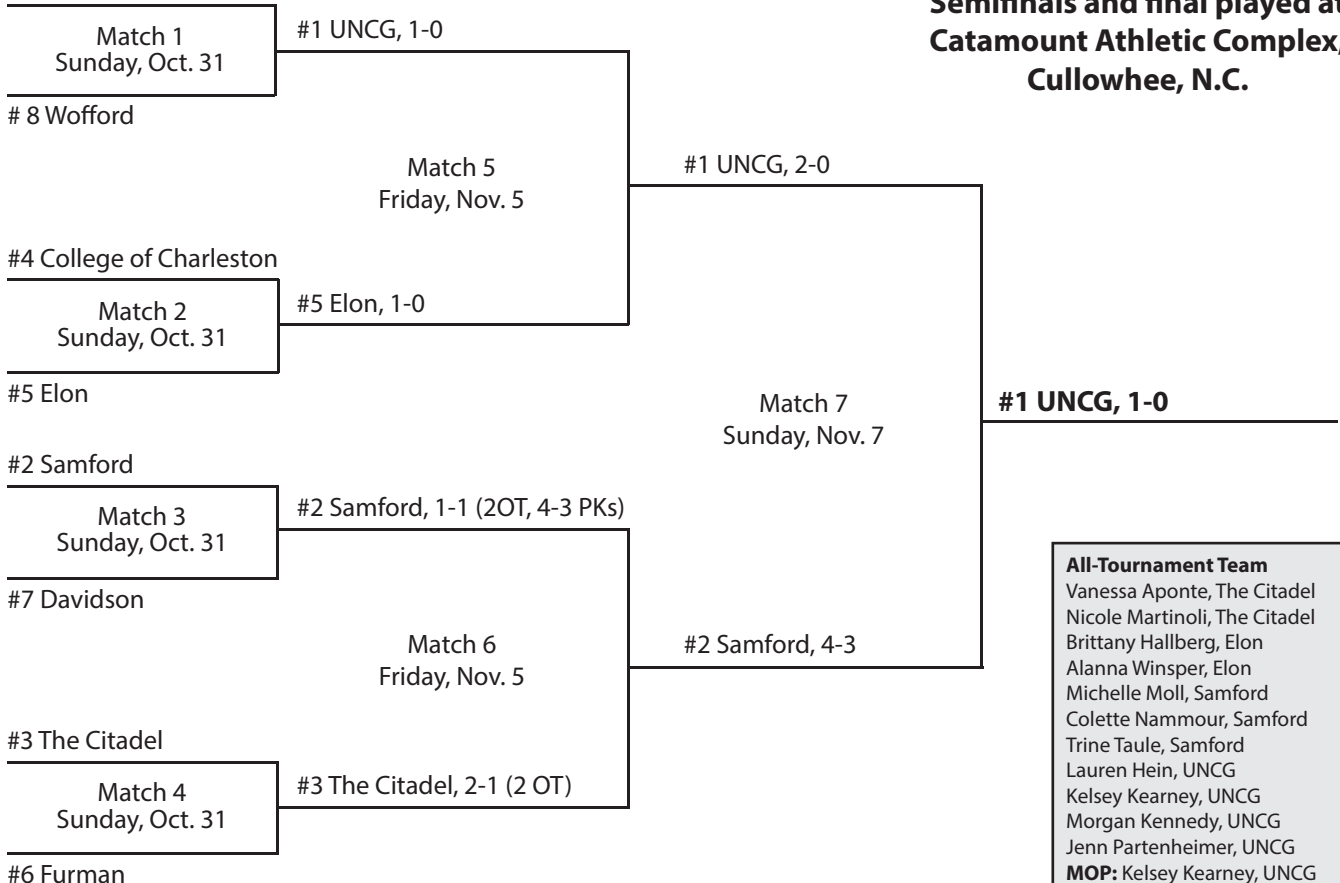 Semifinals and final played at
Catamount Athletic Complex,
Cullowhee, N.C.
Match 1
Sunday, Oct. 31
#1 UNCG, 1-0
# 8 Wofford
Match 5
Friday, Nov. 5
#1 UNCG, 2-0
#4 College of Charleston
Match 2
Sunday, Oct. 31
#5 Elon, 1-0
#5 Elon
Match 7
Sunday, Nov. 7
#1 UNCG, 1-0
#2 Samford
Match 3
Sunday, Oct. 31
#2 Samford, 1-1 (2OT, 4-3 PKs)
#7 Davidson
Match 6
Friday, Nov. 5
#2 Samford, 4-3
#3 The Citadel
Match 4
Sunday, Oct. 31
#3 The Citadel, 2-1 (2 OT)
#6 Furman
All-Tournament Team
Vanessa Aponte, The Citadel
Nicole Martinoli, The Citadel
Brittany Hallberg, Elon
Alanna Winsper, Elon
Michelle Moll, Samford
Colette Nammour, Samford
Trine Taule, Samford
Lauren Hein, UNCG
Kelsey Kearney, UNCG
Morgan Kennedy, UNCG
Jenn Partenheimer, UNCG
MOP: Kelsey Kearney, UNCG